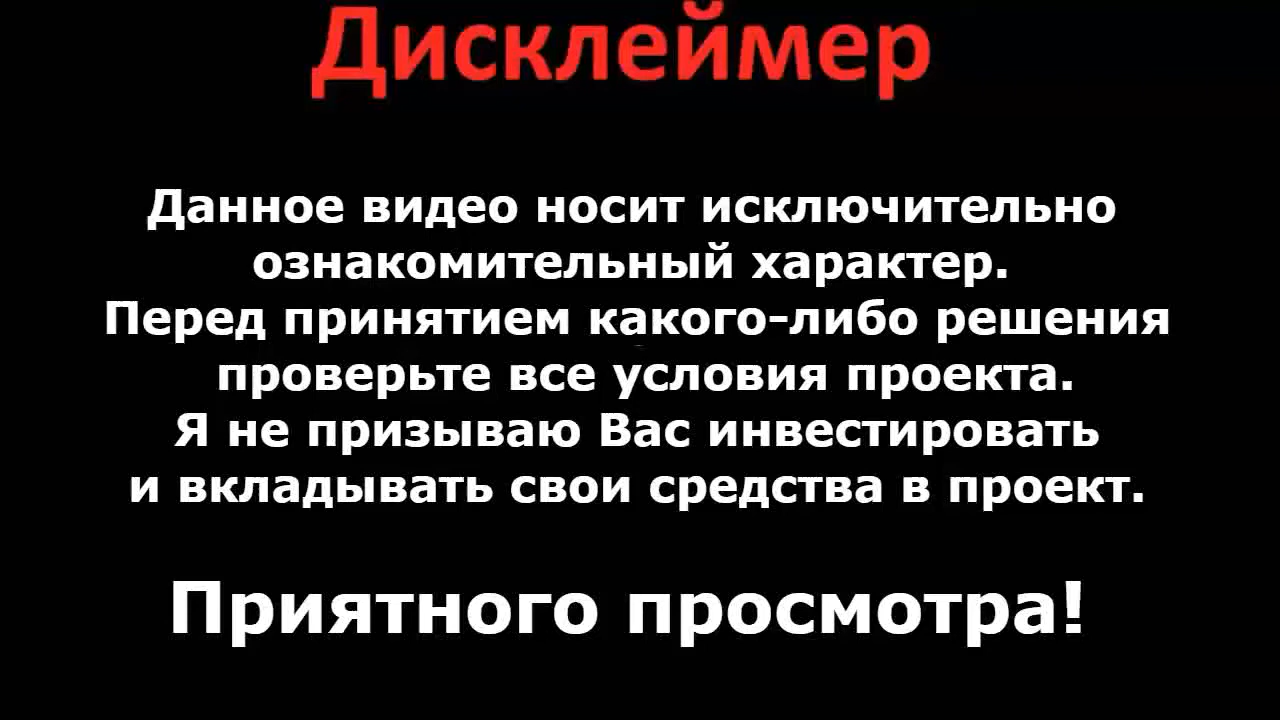 Дисклеймер
Данное видео носит исключительно
ознакомительный характер.
Перед принятием какого-либо решения
проверьте все условия проекта.
Я не призываю Вас инвестировать
и вкладывать свои средства в проект.
Приятного просмотра!